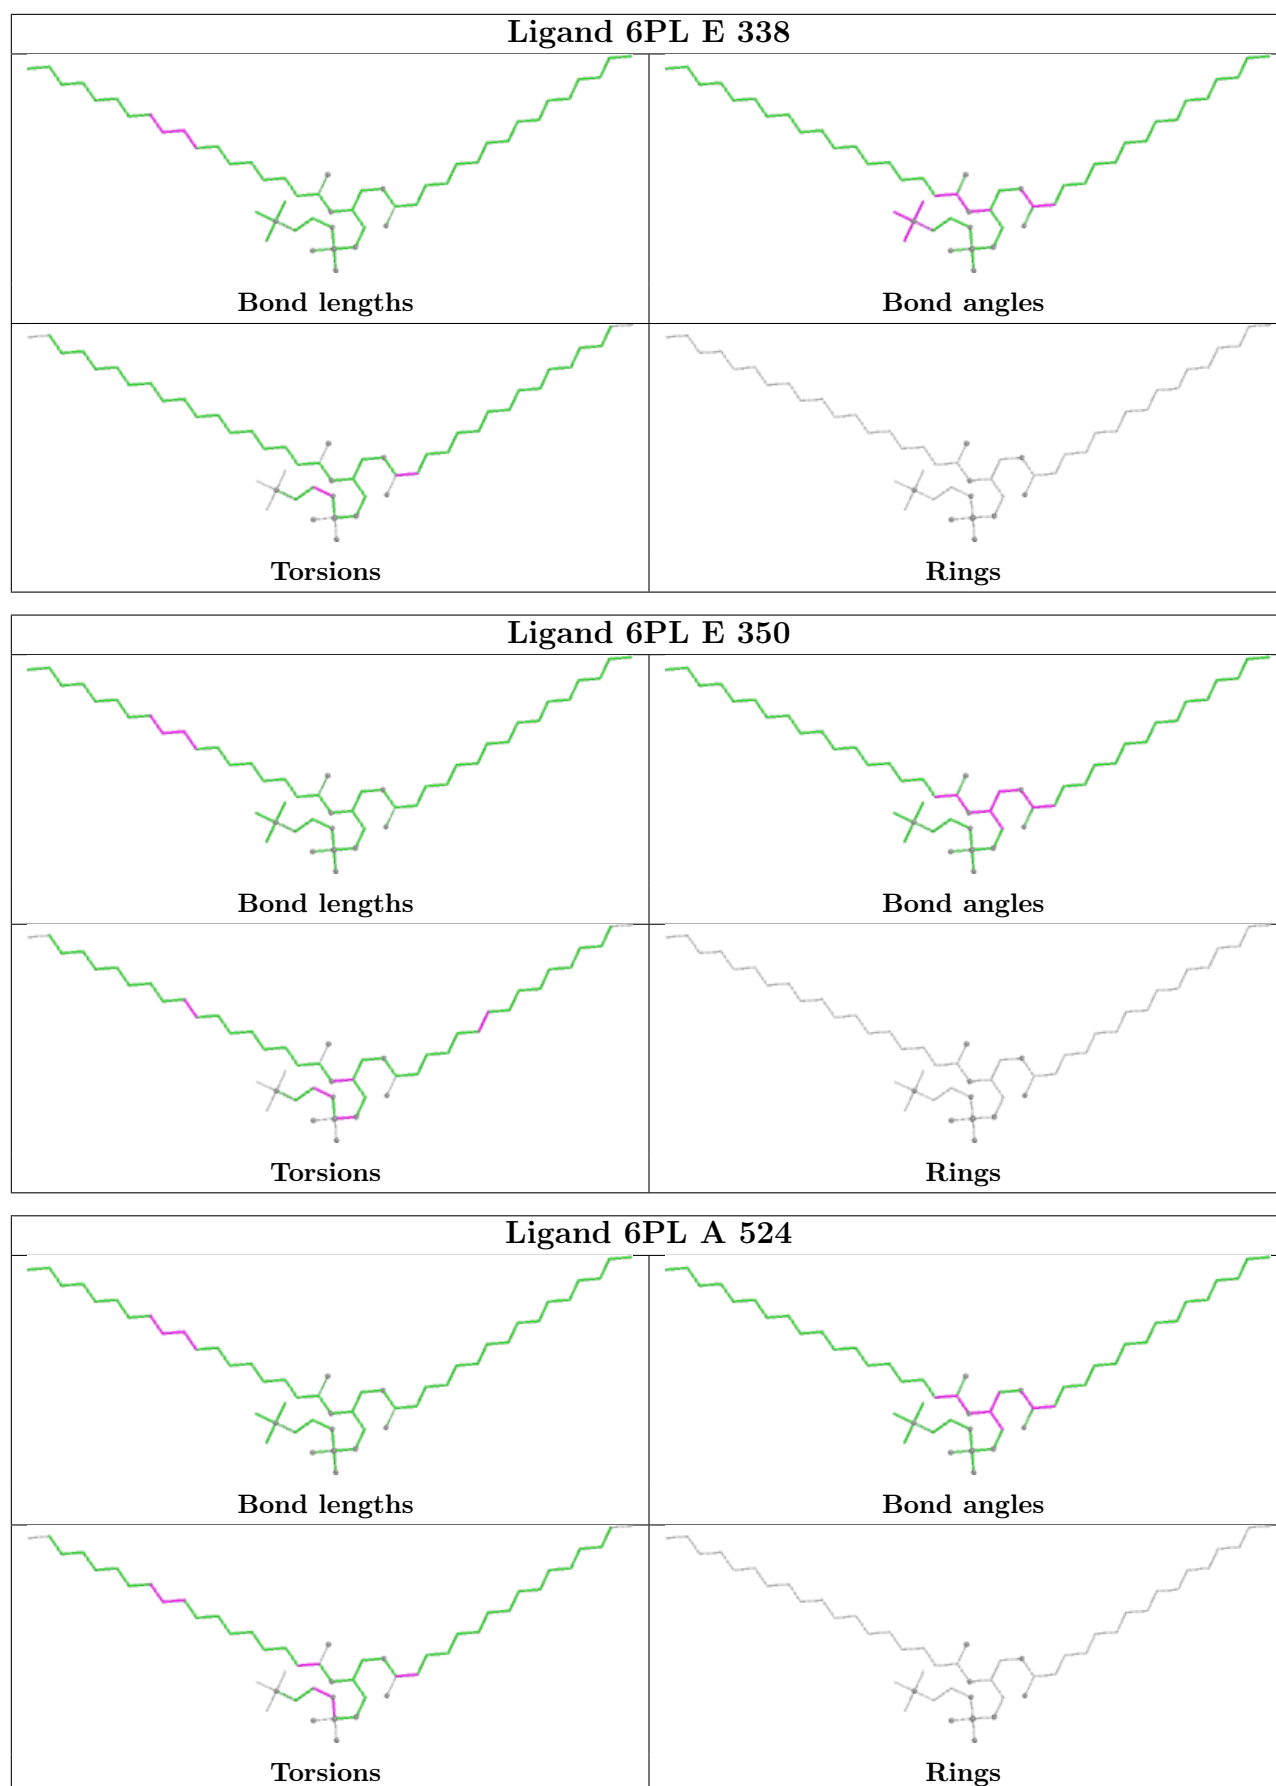 Ligand 6PL E 338
Bond lengths
Bond angles
Torsions
Rings
Ligand 6PL E 350
Bond lengths
Bond angles
Torsions
Rings
Ligand 6PL A 524
Bond lengths
Bond angles
Torsions
Rings